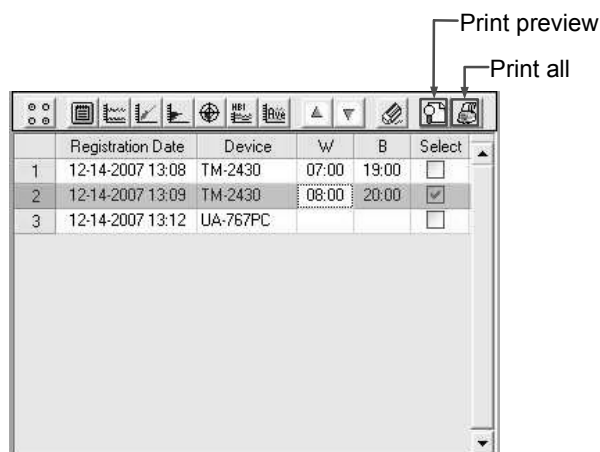 Print preview
Print all
HBI
Ave
Registration Date Device W B Select
1 12-14-2007 13:08 TM-2430 07:00 19:00
2 12-14-2007 13:09 TM-2430 08:00 20:00
3 12-14-2007 13:12 UA-767PC